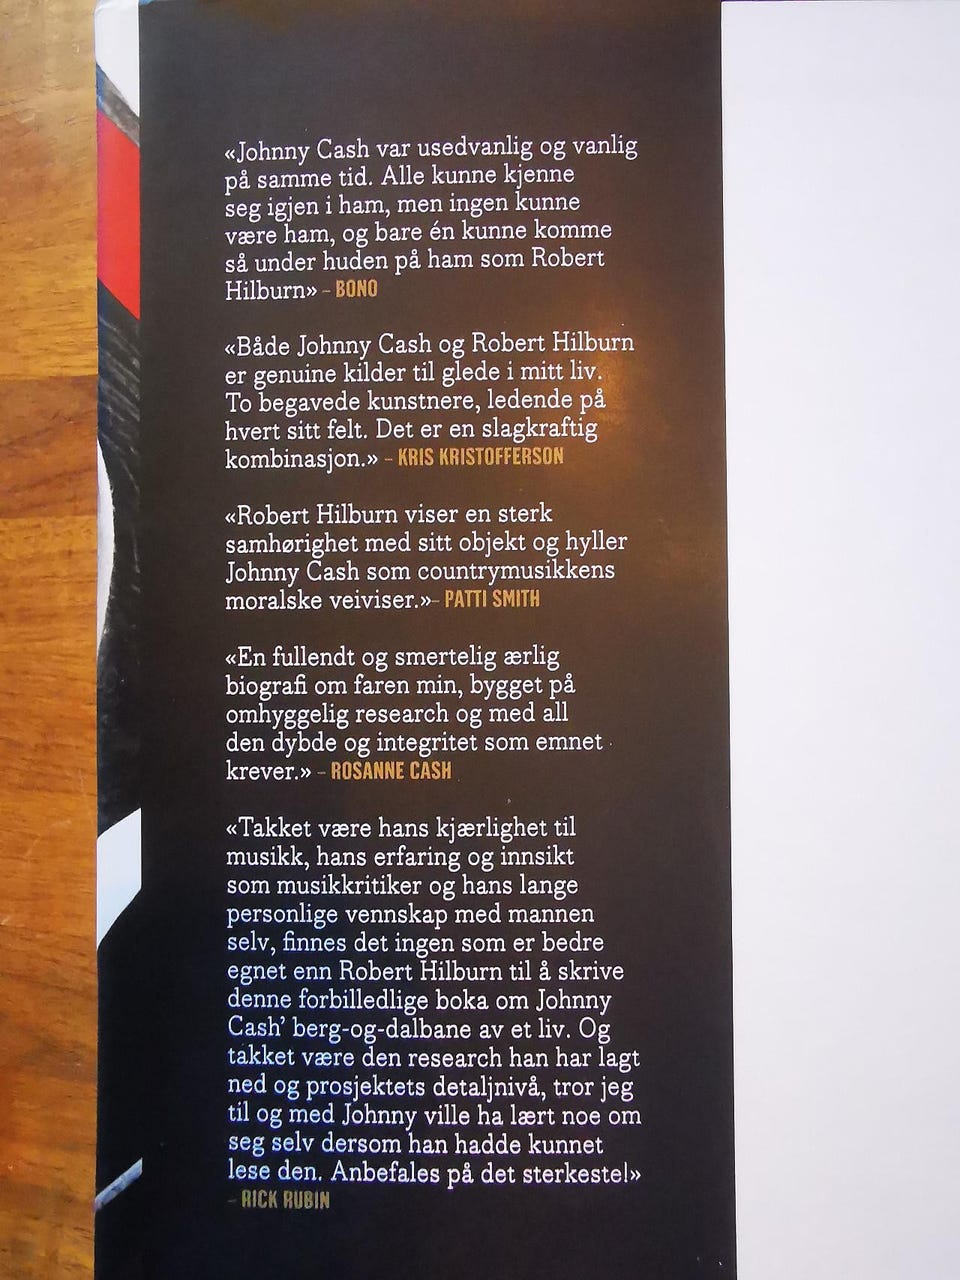 «Johnny Cash var usedvanlig og vanlig
på samme tid. Alle kunne kjenne
seg igjen i ham, men ingen kunne
være ham, og bare én kunne komme
så under huden på ham som Robert
Hilburn» – BONO
«Både Johnny Cash og Robert Hilburn
er genuine kilder til glede i mitt liv.
To begavede kunstnere, ledende på
hvert sitt felt. Det er en slagkraftig
kombinasjon.» – KRIS KRISTOFFERSON
«Robert Hilburn viser en sterk
samhørighet med sitt objekt og hyller
Johnny Cash som countrymusikkens
moralske veiviser.»– PATTI SMITH
«En fullendt og smertelig ærlig
biografi om faren min, bygget på
omhyggelig research og med all
den dybde og integritet som emnet
krever.» – ROSANNE CASH
«Takket være hans kjærlighet til
musikk, hans erfaring og innsikt
som musikkritiker og hans lange
personlige vennskap med mannen
selv, finnes det ingen som er bedre
egnet enn Robert Hilburn til å skrive
denne forbilledlige boka om Johnny
Cash’ berg-og-dalbane av et liv. Og
takket være den research han har lagt
ned og prosjektets detaljnivå, tror jeg
til og med Johnny ville ha lært noe om
seg selv dersom han hadde kunnet
lese den. Anbefales på det sterkeste!»
– RICK RUBIN